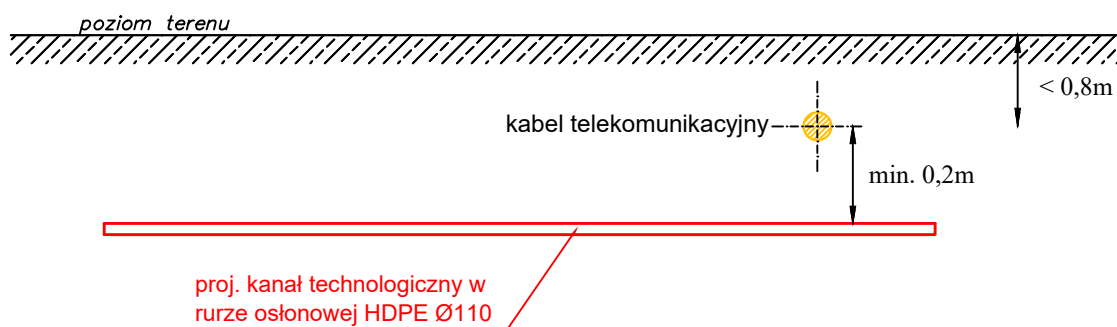 poziom terenu
< 0,8m
kabel telekomunikacyjny
min. 0,2m
proj. kanał technologiczny w
rurze osłonowej HDPE Ø110